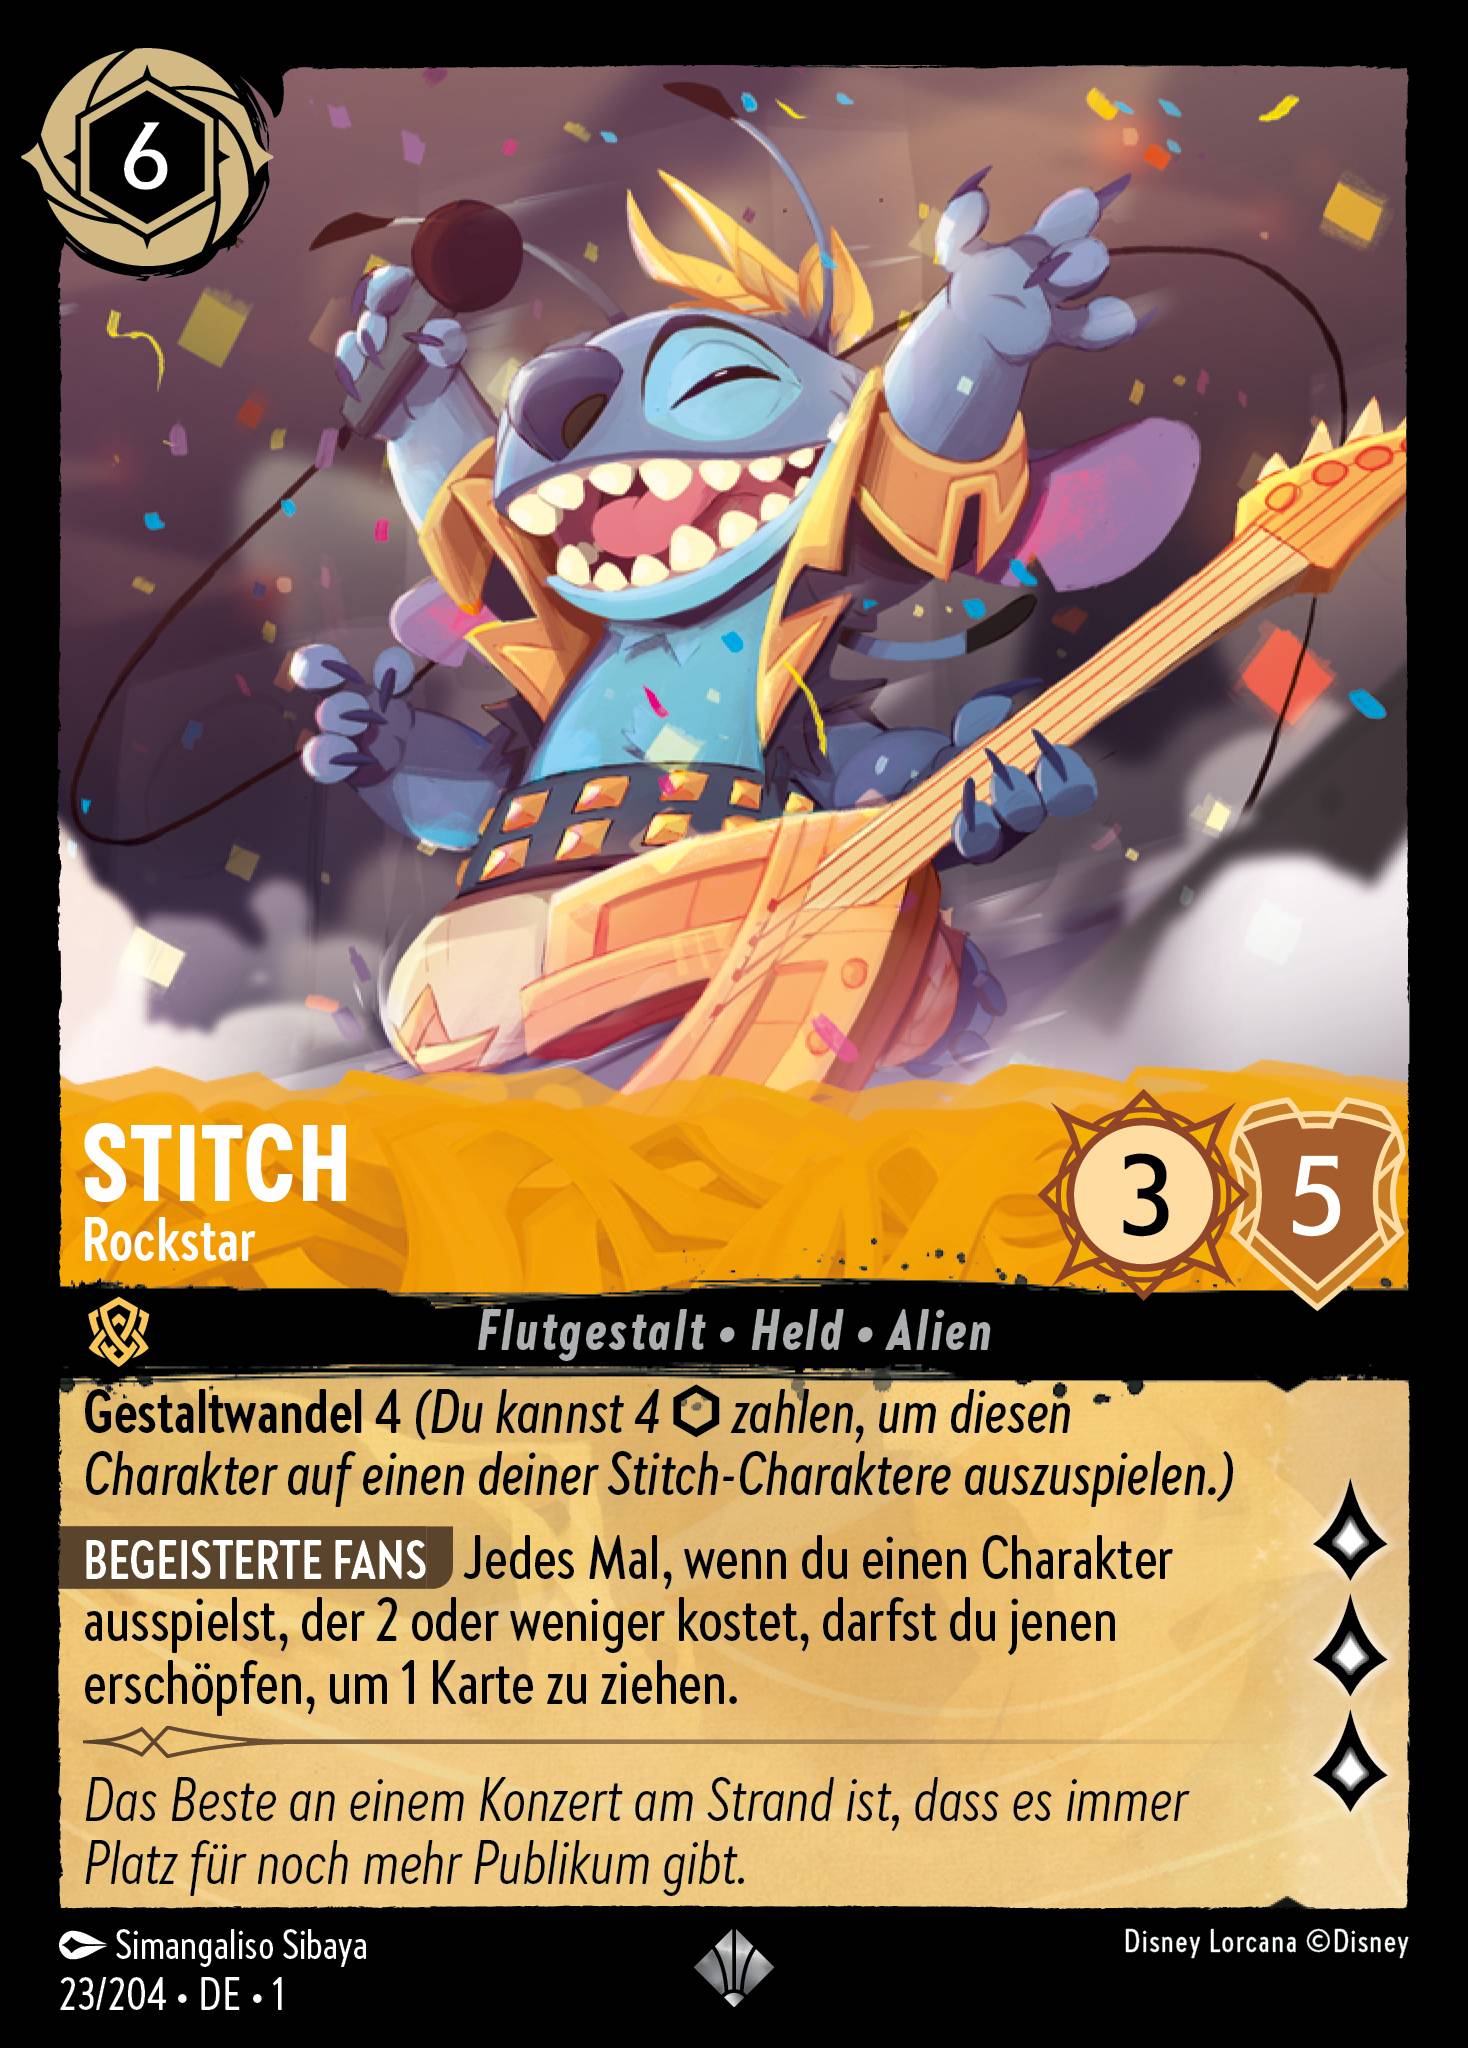 6
STITCH
Rockstar
3
5
Flutgestalt • Held • Alien
Gestaltwandel 4 (Du kannst 4 ⬡ zahlen, um diesen
Charakter auf einen deiner Stitch-Charaktere auszuspielen.)
BEGEISTERTE FANS Jedes Mal, wenn du einen Charakter
ausspielst, der 2 oder weniger kostet, darfst du jenen
erschöpfen, um 1 Karte zu ziehen.
Das Beste an einem Konzert am Strand ist, dass es immer
Platz für noch mehr Publikum gibt.
Simangaliso Sibaya
Disney Lorcana ©Disney
23/204 • DE • 1